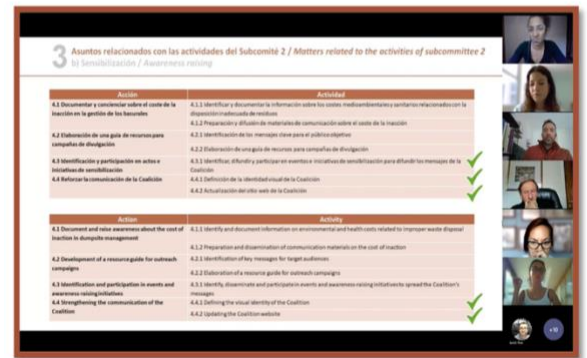 3
Asuntos relacionados con las actividades del Subcomité 2 / Matters related to the activities of subcommittee 2
b) Sensibilización / Awareness raising
Acción Actividad
4.1 Documentar y concienciar sobre el coste de la 4.1.1 Identificar y documentar la información sobre los costes medioambientales y sanitarios relacionados con la
inacción en la gestión de los basurales disposición inadecuada de residuos
4.1.2 Preparación y difusión de materiales de comunicación sobre el coste de la inacción
4.2 Elaboración de una guía de recursos para 4.2.1 Identificación de los mensajes clave para el público objetivo
campañas de divulgación
4.2.2 Elaboración de una guía de recursos para campañas de divulgación
4.3 Identificación y participación en actos e 4.3.1 Identificar, difundir y participar en eventos e iniciativas de sensibilización para difundir los mensajes de la
iniciativas de sensibilización Coalición
4.4 Reforzar la comunicación de la Coalición 4.4.1 Definición de la identidad visual de la Coalición
4.4.2 Actualización del sitio web de la Coalición
Action Activity
4.1 Document and raise awareness about the cost of 4.1.1 Identify and document information on environmental and health costs related to improper waste disposal
inaction in dumpsite management
4.1.2 Preparation and dissemination of communication materials on the cost of inaction
4.2 Development of a resource guide for outreach 4.2.1 Identification of key messages for target audiences
campaigns
4.2.2 Elaboration of a resource guide for outreach campaigns
4.3 Identification and participation in events and 4.3.1 Identify, disseminate and participate in events and awareness-raising initiatives to spread the Coalition's
awareness-raising initiatives messages
4.4 Strengthening the communication of the 4.4.1 Defining the visual identity of the Coalition
Coalition
4.4.2 Updating the Coalition website